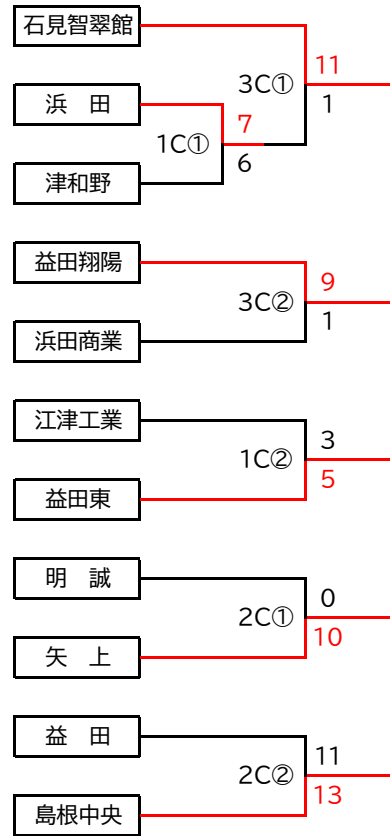 石見智翠館
11
3C①
1
浜　田
7
1C①
6
津和野
益田翔陽
9
3C②
1
浜田商業
江津工業
3
1C②
5
益田東
明　誠
0
2C①
10
矢　上
益　田
11
2C②
13
島根中央